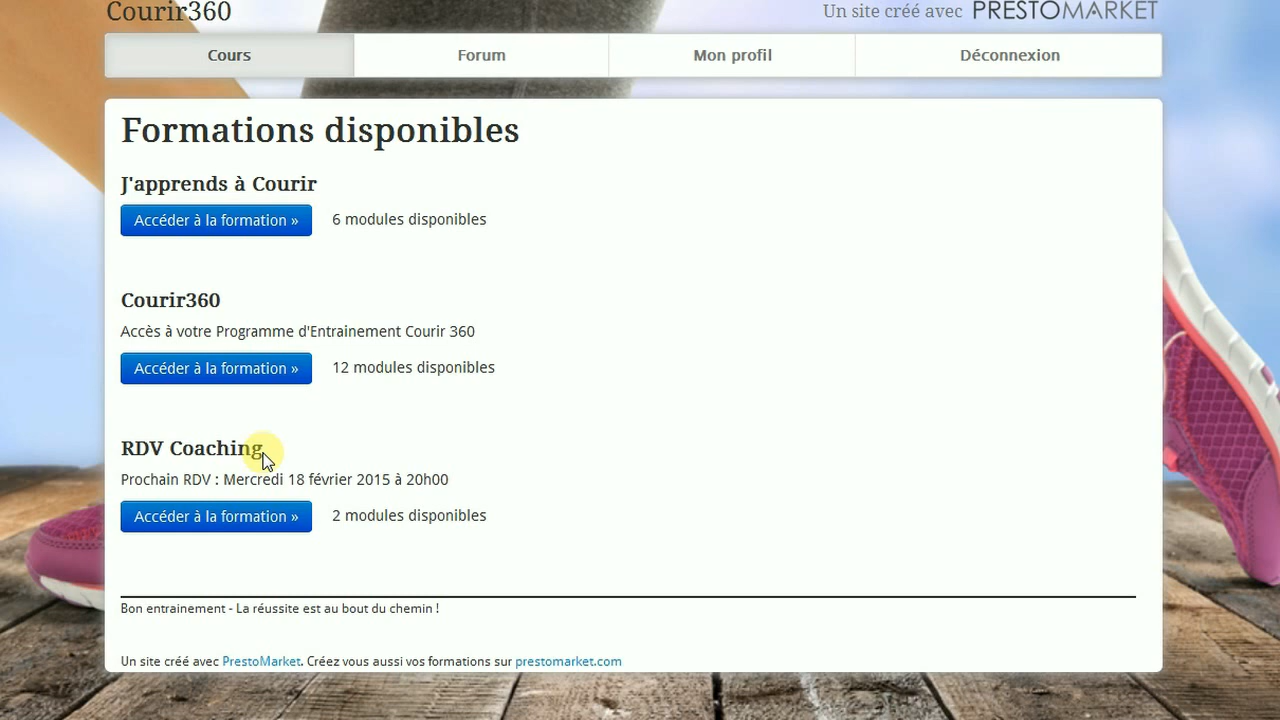 Courir360
Un site créé avec PRESTOMARKET
Cours Forum Mon profil Déconnexion
Formations disponibles
J'apprends à Courir
Accéder à la formation » 6 modules disponibles
Courir360
Accès à votre Programme d'Entrainement Courir 360
Accéder à la formation » 12 modules disponibles
RDV Coaching
Prochain RDV : Mercredi 18 février 2015 à 20h00
Accéder à la formation » 2 modules disponibles
Bon entrainement - La réussite est au bout du chemin !
Un site créé avec PrestoMarket. Créez vous aussi vos formations sur prestomarket.com